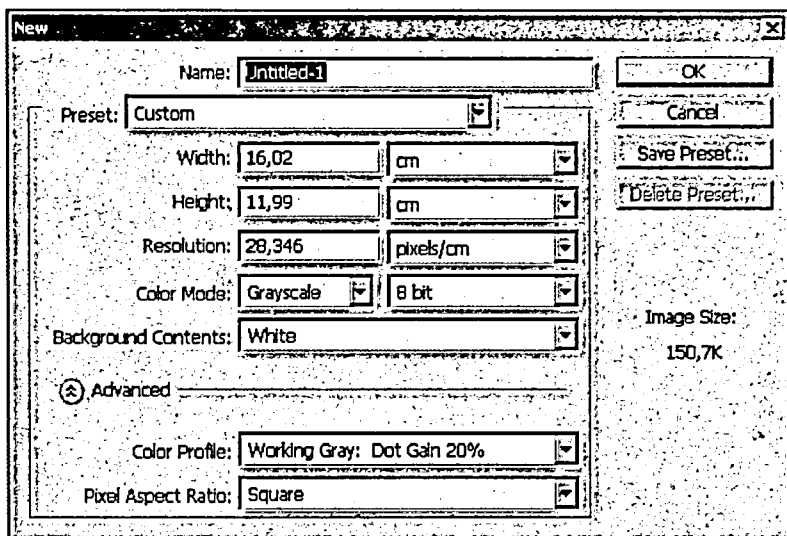 New
Name: Untitled-1
OK
Preset: Custom
Cancel
Width: 16,02 cm
Save Preset...
Height: 11,99 cm
Delete Preset...
Resolution: 28,346 pixels/cm
Color Mode: Grayscale 8 bit
Image Size:
Background Contents: White
150,7K
Advanced
Color Profile: Working Gray: Dot Gain 20%
Pixel Aspect Ratio: Square